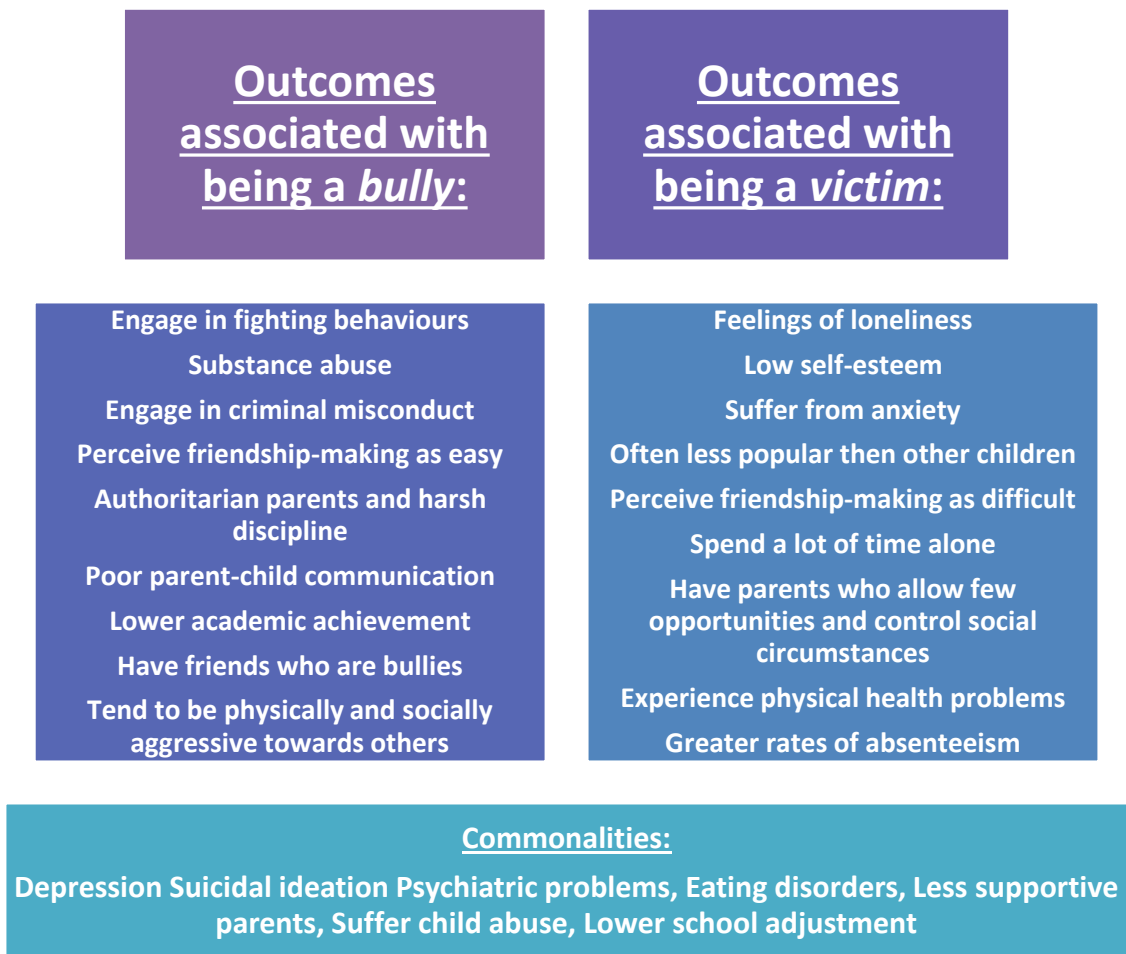 Outcomes
associated with
being a bully:
Outcomes
associated with
being a victim:
Engage in fighting behaviours
Substance abuse
Engage in criminal misconduct
Perceive friendship-making as easy
Authoritarian parents and harsh
discipline
Poor parent-child communication
Lower academic achievement
Have friends who are bullies
Tend to be physically and socially
aggressive towards others
Feelings of loneliness
Low self-esteem
Suffer from anxiety
Often less popular then other children
Perceive friendship-making as difficult
Spend a lot of time alone
Have parents who allow few
opportunities and control social
circumstances
Experience physical health problems
Greater rates of absenteeism
Commonalities:
Depression Suicidal ideation Psychiatric problems, Eating disorders, Less supportive
parents, Suffer child abuse, Lower school adjustment